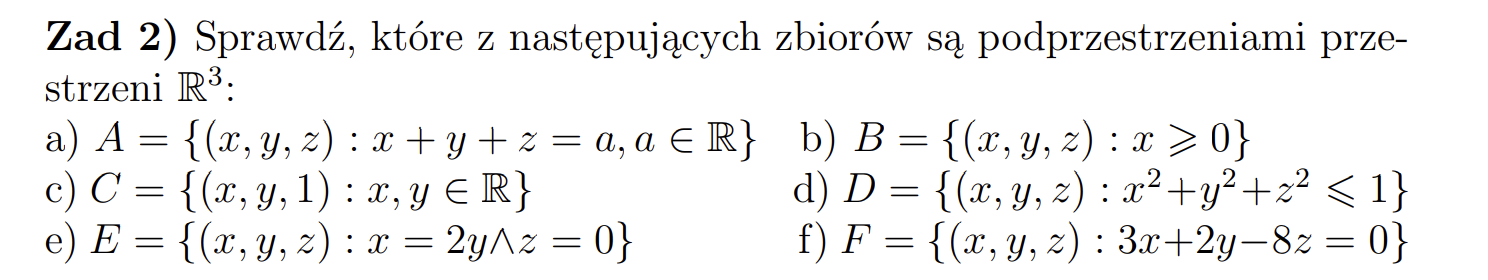 Zad 2) Sprawdź, które z następujących zbiorów są podprzestrzeniami prze-
strzeni ℝ³:
a) A = {(x, y, z) : x + y + z = a, a ∈ ℝ} b) B = {(x, y, z) : x ⩾ 0}
c) C = {(x, y, 1) : x, y ∈ ℝ} d) D = {(x, y, z) : x²+y²+z² ⩽ 1}
e) E = {(x, y, z) : x = 2y∧z = 0} f) F = {(x, y, z) : 3x+2y−8z = 0}